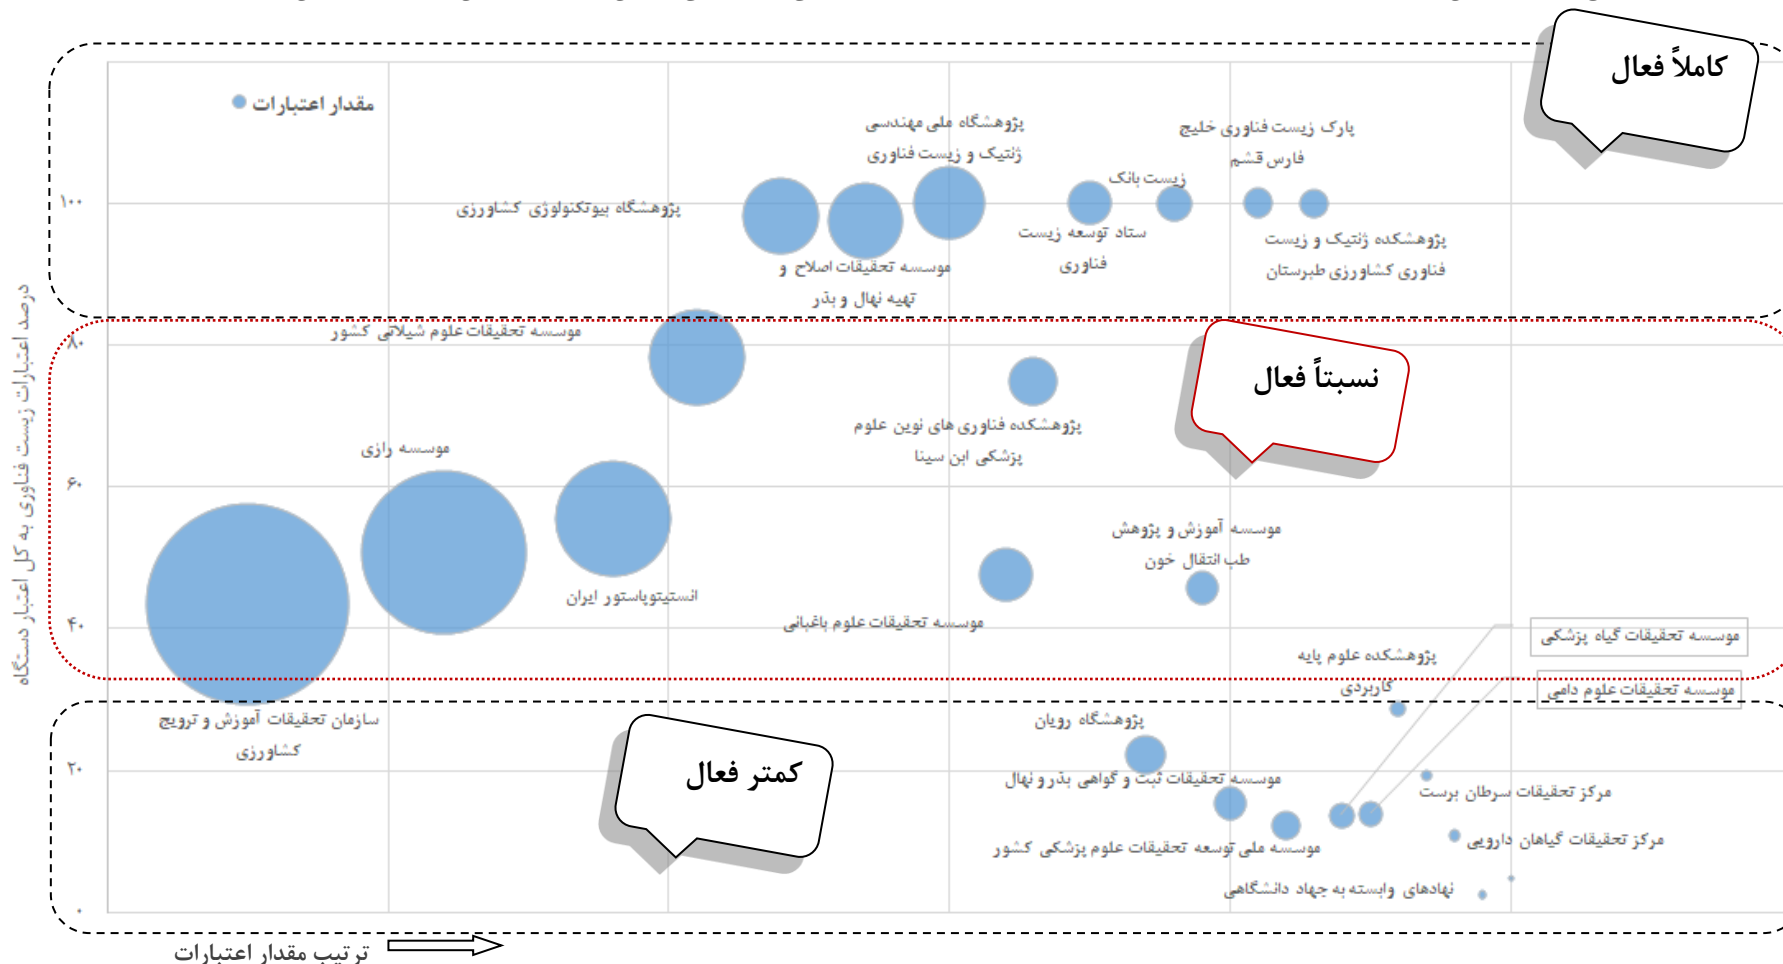 کاملاً فعال
مقدار اعتبارات
پژوهشگاه ملی مهندسی
ژنتیک و زیست فناوری
پارک زیست فناوری خلیج
فارس قشم
زیست بانک
پژوهشگاه بیوتکنولوژی کشاورزی
۱۰۰
ستاد توسعه زیست
فناوری
پژوهشکده ژنتیک و زیست
فناوری کشاورزی طبرستان
موسسه تحقیقات اصلاح و
تهیه نهال و بذر
موسسه تحقیقات علوم شیلاتی کشور
۸۰
نسبتاً فعال
پژوهشکده فناوری های نوین علوم
پزشکی ابن سینا
موسسه رازی
۶۰
درصد اعتبارات زیست فناوری به کل اعتبار دستگاه
موسسه آموزش و پژوهش
طب انتقال خون
انستیتوپاستور ایران
موسسه تحقیقات علوم باغبانی
۴۰
موسسه تحقیقات گیاه پزشکی
پژوهشکده علوم پایه
کاربردی
موسسه تحقیقات علوم دامی
سازمان تحقیقات آموزش و ترویج
کشاورزی
پژوهشگاه رویان
کمتر فعال
۲۰
موسسه تحقیقات ثبت و گواهی بذر و نهال
مرکز تحقیقات سرطان برست
مرکز تحقیقات گیاهان دارویی
موسسه ملی توسعه تحقیقات علوم پزشکی کشور
نهادهای وابسته به جهاد دانشگاهی
۰
ترتیب مقدار اعتبارات